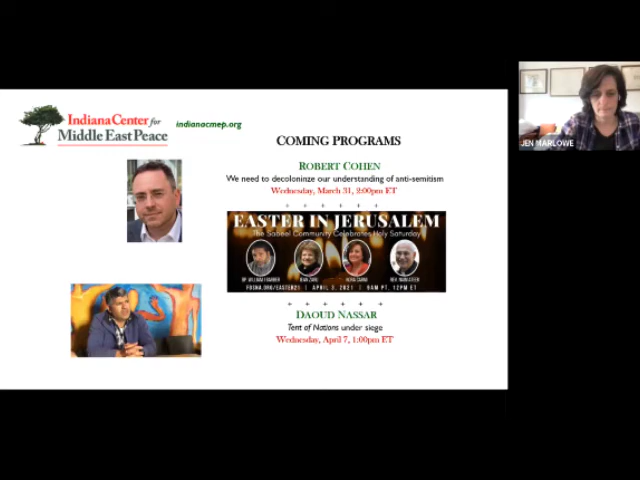 Indiana Center for
Middle East Peace
indianacmep.org
COMING PROGRAMS
ROBERT COHEN
We need to decoloninze our understanding of anti-semitism
Wednesday, March 31, 2:00pm ET
+ + + + + +
EASTER IN JERUSALEM
The Sabeel Community Celebrates Holy Saturday
FOSNA.ORG/EASTER21 | APRIL 3, 2021 | 9AM PT, 12PM ET
+ + + + + +
DAOUD NASSAR
Tent of Nations under siege
Wednesday, April 7, 1:00pm ET
JEN MARLOWE